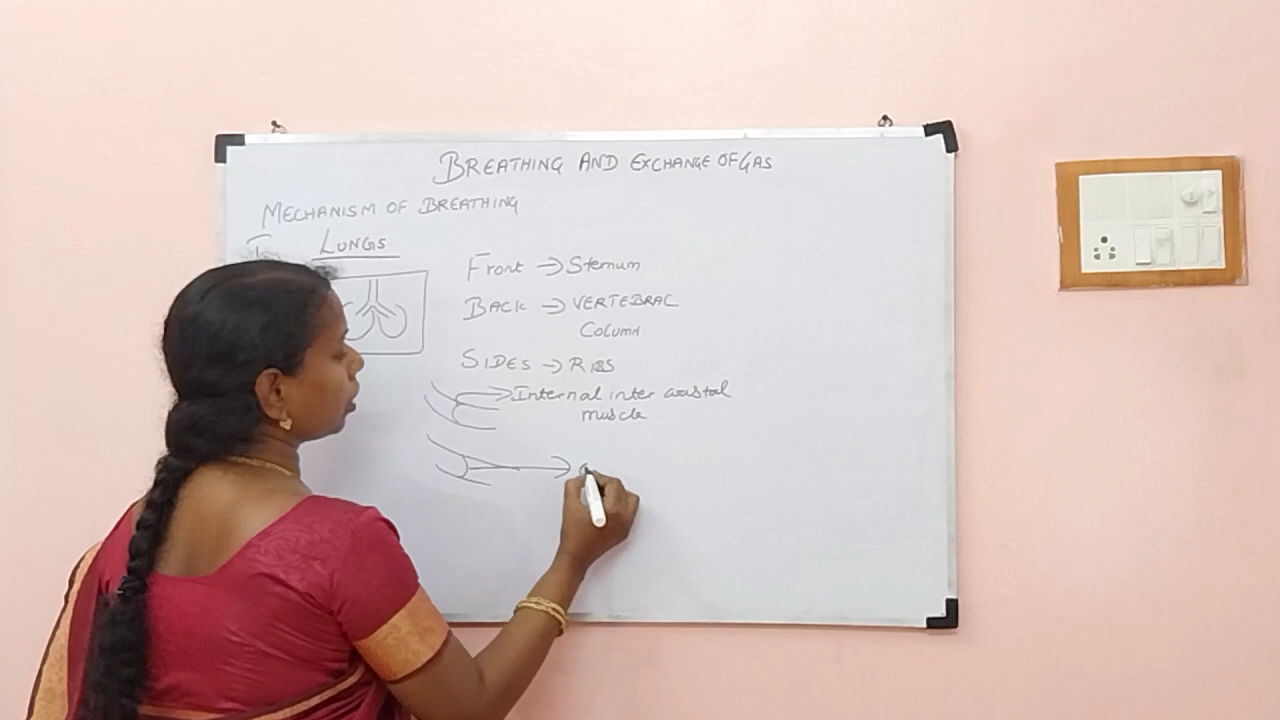 BREATHING AND EXCHANGE OF GAS
MECHANISM OF BREATHING
LUNGS
Front → Sternum
BACK → VERTEBRAL
COLUMN
SIDES → RIBS
→ Internal inter coastal
muscle